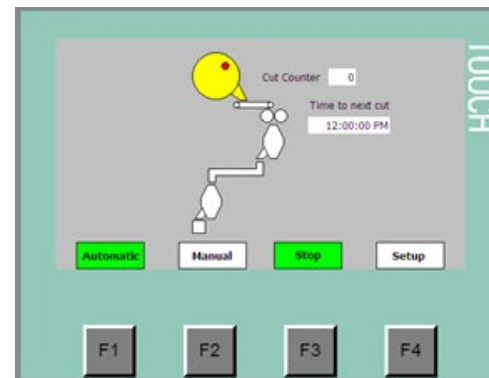 TOUCH
Cut Counter 0
Time to next cut
12:00:00 PM
Automatic Manual Stop Setup
F1 F2 F3 F4